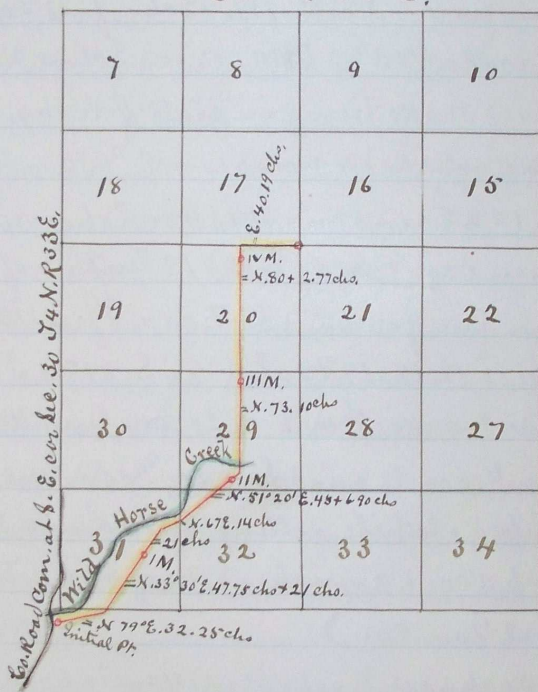 7 8 9 10
18 17 16 15
E. 40.19 chs.
IV M.
= N. 80 + 2.77 chs.
19 20 21 22
III M.
= N. 73.10 chs
30 29 28 27
Creek
II M.
= N. 51° 20' E. 48 + 6.90 chs
Horse
= N. 67 E. 14 chs
= 21 chs
31 32 33 34
1 M.
= N. 33° 30' E. 47.75 chs + 21 chs.
Wild
= N 79° E. 32.25 chs
Initial Pt.
Co. Road Com. at S. E. cor Sec. 30 T4.N.R33E.